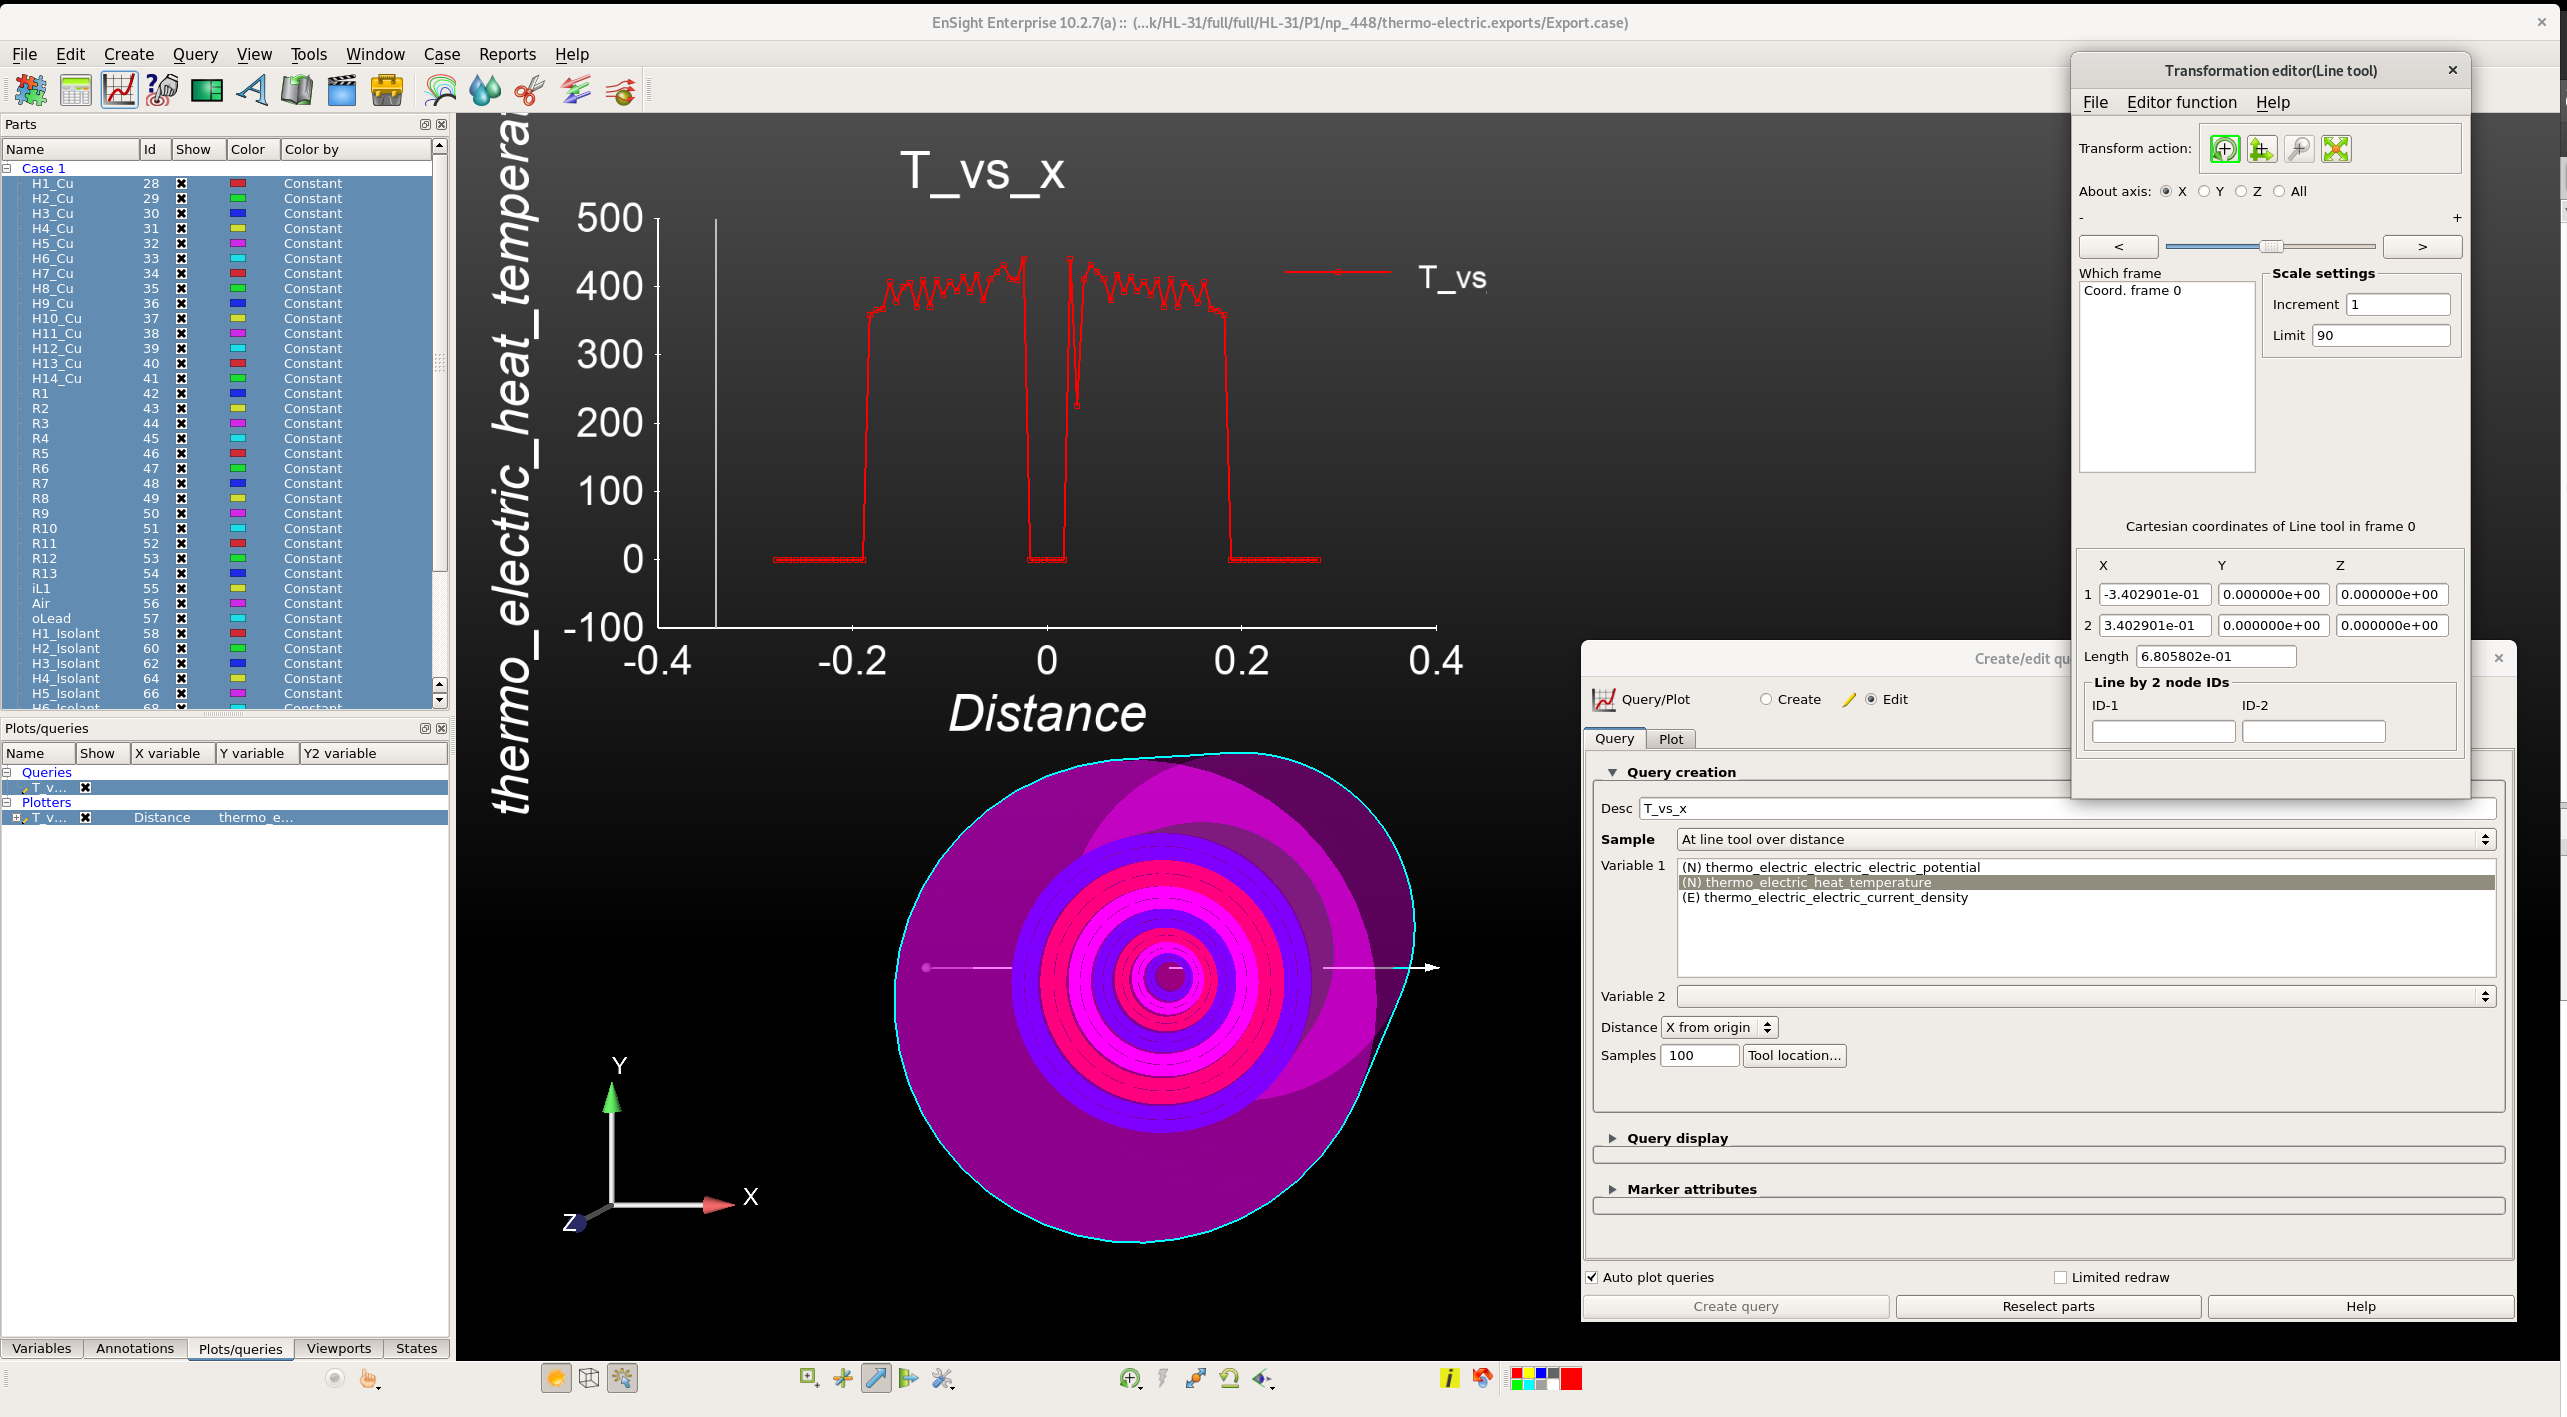 EnSight Enterprise 10.2.7(a) :: (...k/HL-31/full/full/HL-31/P1/np_448/thermo-electric.exports/Export.case)
File Edit Create Query View Tools Window Case Reports Help
Parts
Name Id Show Color Color by
Case 1
H1_Cu 28 Constant
H2_Cu 29 Constant
H3_Cu 30 Constant
H4_Cu 31 Constant
H5_Cu 32 Constant
H6_Cu 33 Constant
H7_Cu 34 Constant
H8_Cu 35 Constant
H9_Cu 36 Constant
H10_Cu 37 Constant
H11_Cu 38 Constant
H12_Cu 39 Constant
H13_Cu 40 Constant
H14_Cu 41 Constant
R1 42 Constant
R2 43 Constant
R3 44 Constant
R4 45 Constant
R5 46 Constant
R6 47 Constant
R7 48 Constant
R8 49 Constant
R9 50 Constant
R10 51 Constant
R11 52 Constant
R12 53 Constant
R13 54 Constant
iL1 55 Constant
Air 56 Constant
oLead 57 Constant
H1_Isolant 58 Constant
H2_Isolant 60 Constant
H3_Isolant 62 Constant
H4_Isolant 64 Constant
H5_Isolant 66 Constant
H6_Isolant 68 Constant
Plots/queries
Name Show X variable Y variable Y2 variable
Queries
T_v...
Plotters
T_v... Distance thermo_e...
Variables Annotations Plots/queries Viewports States
T_vs_x
thermo_electric_heat_temperat
500
400
300
200
100
0
-100
-0.4 -0.2 0 0.2 0.4
Distance
T_vs
Y
X
Z
Transformation editor(Line tool)
File Editor function Help
Transform action:
About axis: X Y Z All
- +
< >
Which frame
Coord. frame 0
Scale settings
Increment 1
Limit 90
Cartesian coordinates of Line tool in frame 0
X Y Z
1 -3.402901e-01 0.000000e+00 0.000000e+00
2 3.402901e-01 0.000000e+00 0.000000e+00
Length 6.805802e-01
Line by 2 node IDs
ID-1 ID-2
Create/edit qu
Query/Plot Create Edit
Query Plot
Query creation
Desc T_vs_x
Sample At line tool over distance
Variable 1
(N) thermo_electric_electric_electric_potential
(N) thermo_electric_heat_temperature
(E) thermo_electric_electric_current_density
Variable 2
Distance X from origin
Samples 100 Tool location...
Query display
Marker attributes
Auto plot queries Limited redraw
Create query Reselect parts Help